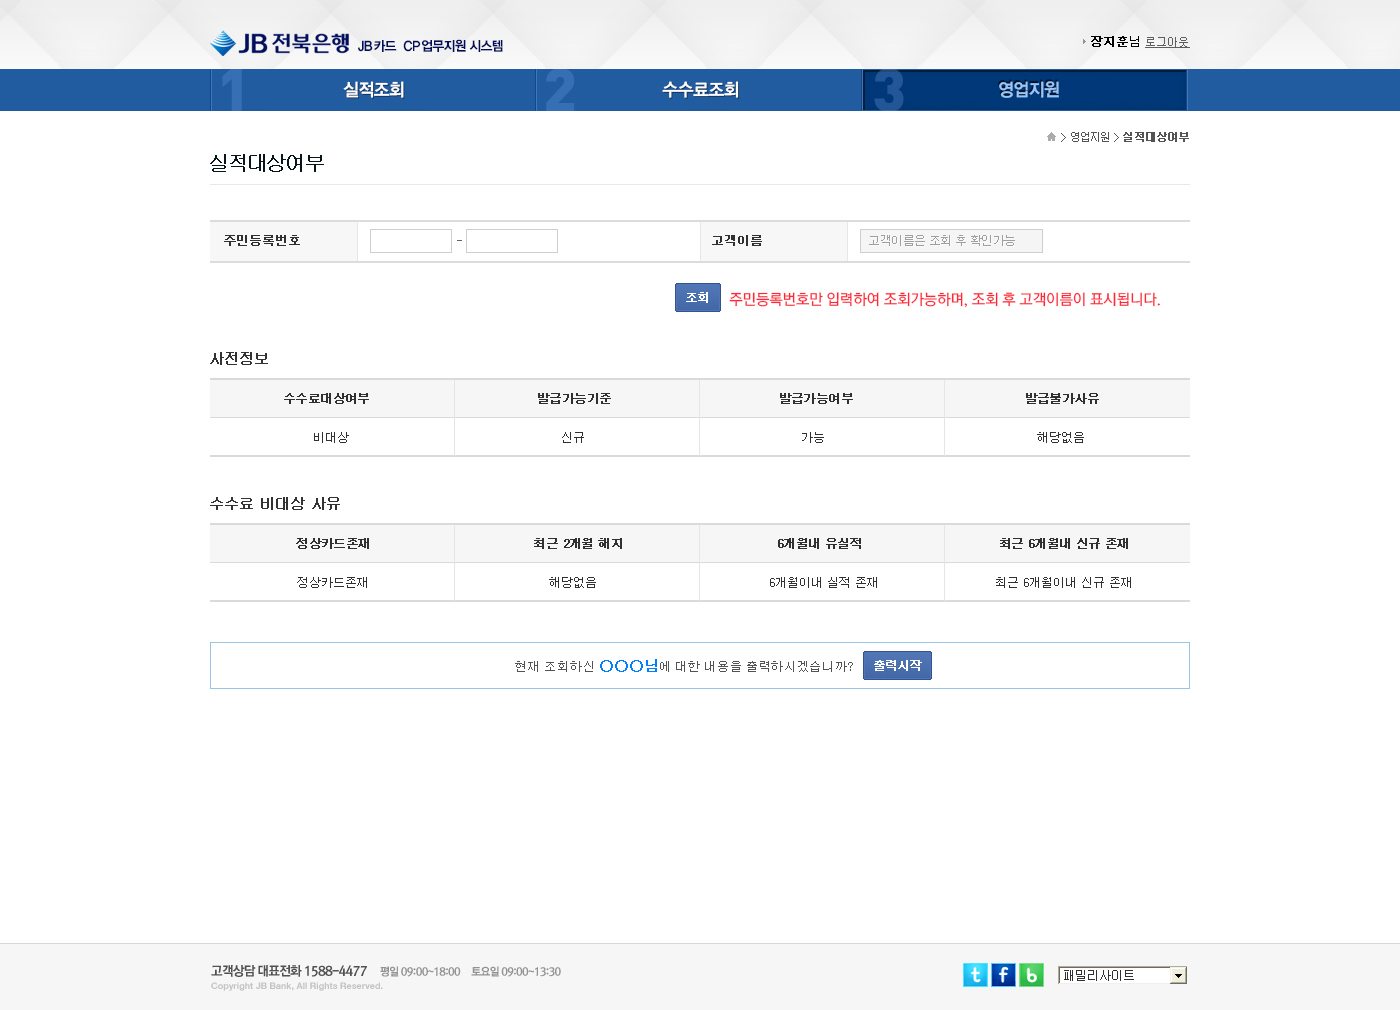 JB 전북은행 JB카드 CP업무지원 시스템
장지훈님 로그아웃
1 실적조회 2 수수료조회 3 영업지원
> 영업지원 > 실적대상여부
실적대상여부
주민등록번호 - 고객이름 고객이름은 조회 후 확인가능
조회 주민등록번호만 입력하여 조회가능하며, 조회 후 고객이름이 표시됩니다.
사전정보
수수료대상여부 발급가능기준 발급가능여부 발급불가사유
비대상 신규 가능 해당없음
수수료 비대상 사유
정상카드존재 최근 2개월 해지 6개월내 유실적 최근 6개월내 신규 존재
정상카드존재 해당없음 6개월이내 실적 존재 최근 6개월이내 신규 존재
현재 조회하신 ○○○님에 대한 내용을 출력하시겠습니까? 출력시작
고객상담 대표전화 1588-4477 평일 09:00~18:00 토요일 09:00~13:30
Copyright JB Bank, All Rights Reserved.
t f b 패밀리사이트